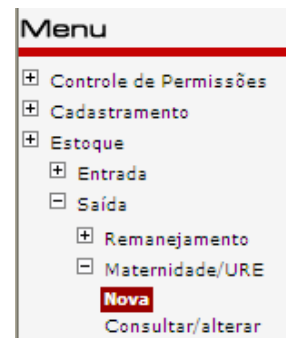 Menu
Controle de Permissões
Cadastramento
Estoque
Entrada
Saída
Remanejamento
Maternidade/URE
Nova
Consultar/alterar